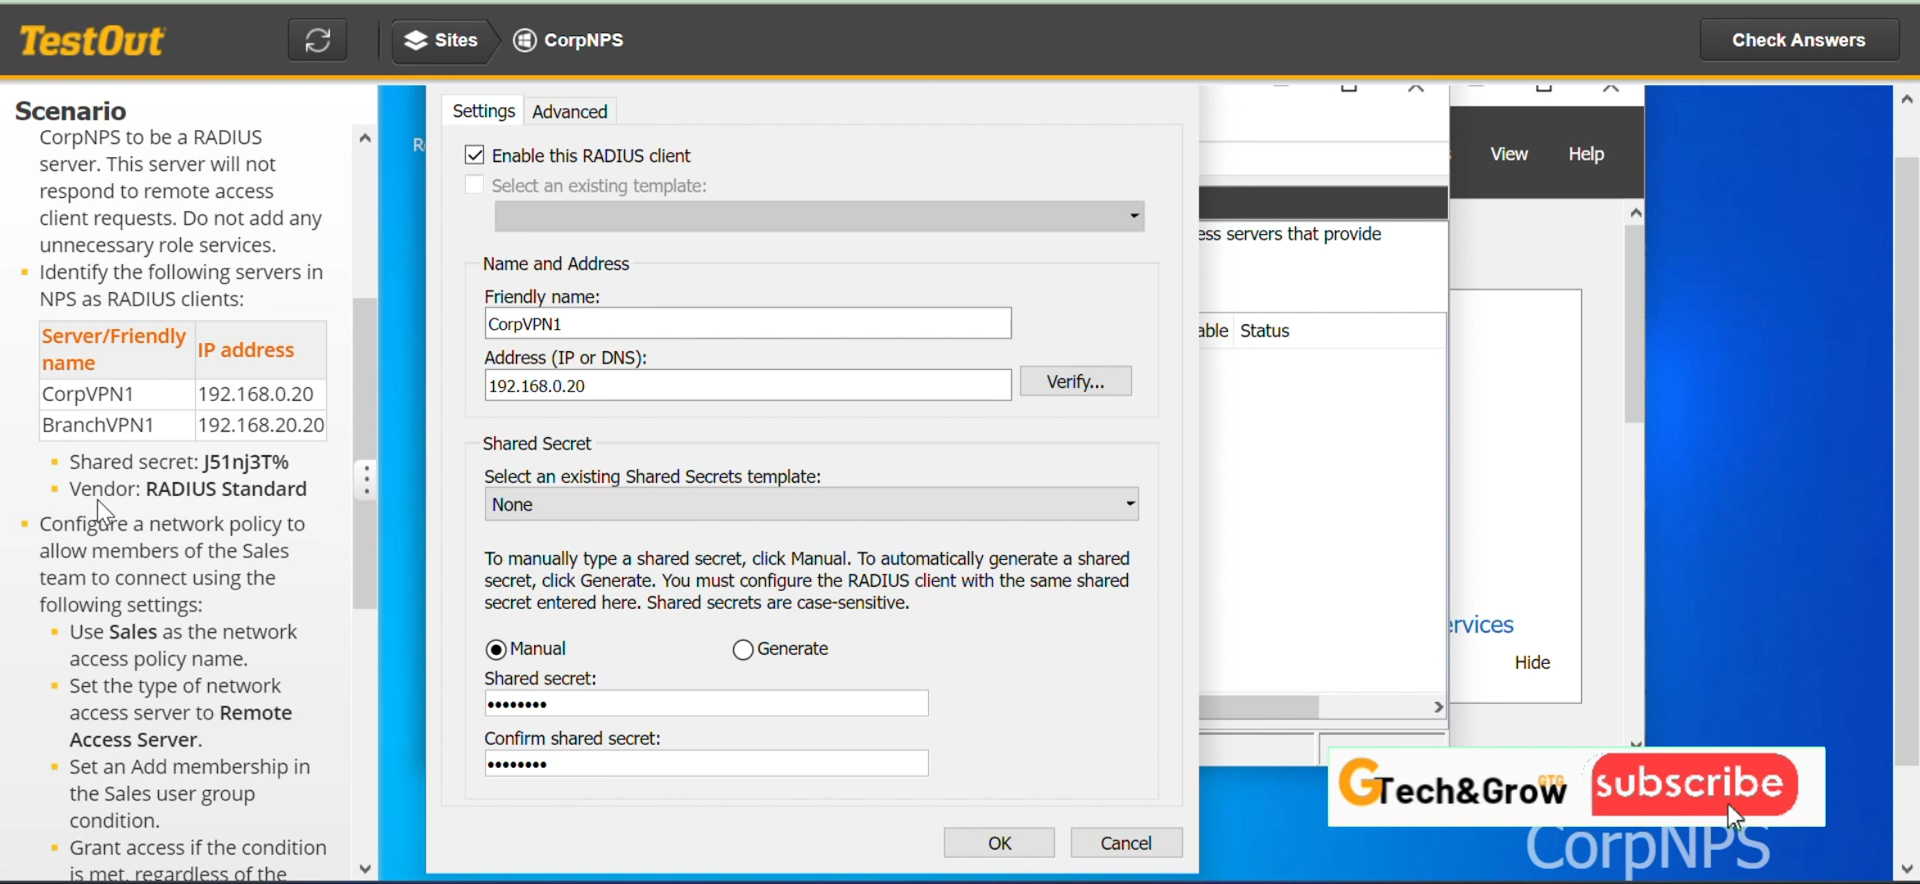 TestOut
Sites
CorpNPS
Check Answers
Scenario
CorpNPS to be a RADIUS
server. This server will not
respond to remote access
client requests. Do not add any
unnecessary role services.
Identify the following servers in
NPS as RADIUS clients:
Server/Friendly name
IP address
CorpVPN1
192.168.0.20
BranchVPN1
192.168.20.20
Shared secret: J51nj3T%
Vendor: RADIUS Standard
Configure a network policy to
allow members of the Sales
team to connect using the
following settings:
Use Sales as the network
access policy name.
Set the type of network
access server to Remote
Access Server.
Set an Add membership in
the Sales user group
condition.
Grant access if the condition
is met, regardless of the
Settings
Advanced
Enable this RADIUS client
Select an existing template:
Name and Address
Friendly name:
CorpVPN1
Address (IP or DNS):
192.168.0.20
Verify...
Shared Secret
Select an existing Shared Secrets template:
None
To manually type a shared secret, click Manual. To automatically generate a shared
secret, click Generate. You must configure the RADIUS client with the same shared
secret entered here. Shared secrets are case-sensitive.
Manual
Generate
Shared secret:
••••••••
Confirm shared secret:
••••••••
OK
Cancel
View
Help
ess servers that provide
able
Status
ervices
Hide
GTech&Grow
GTG
subscribe
CorpNPS